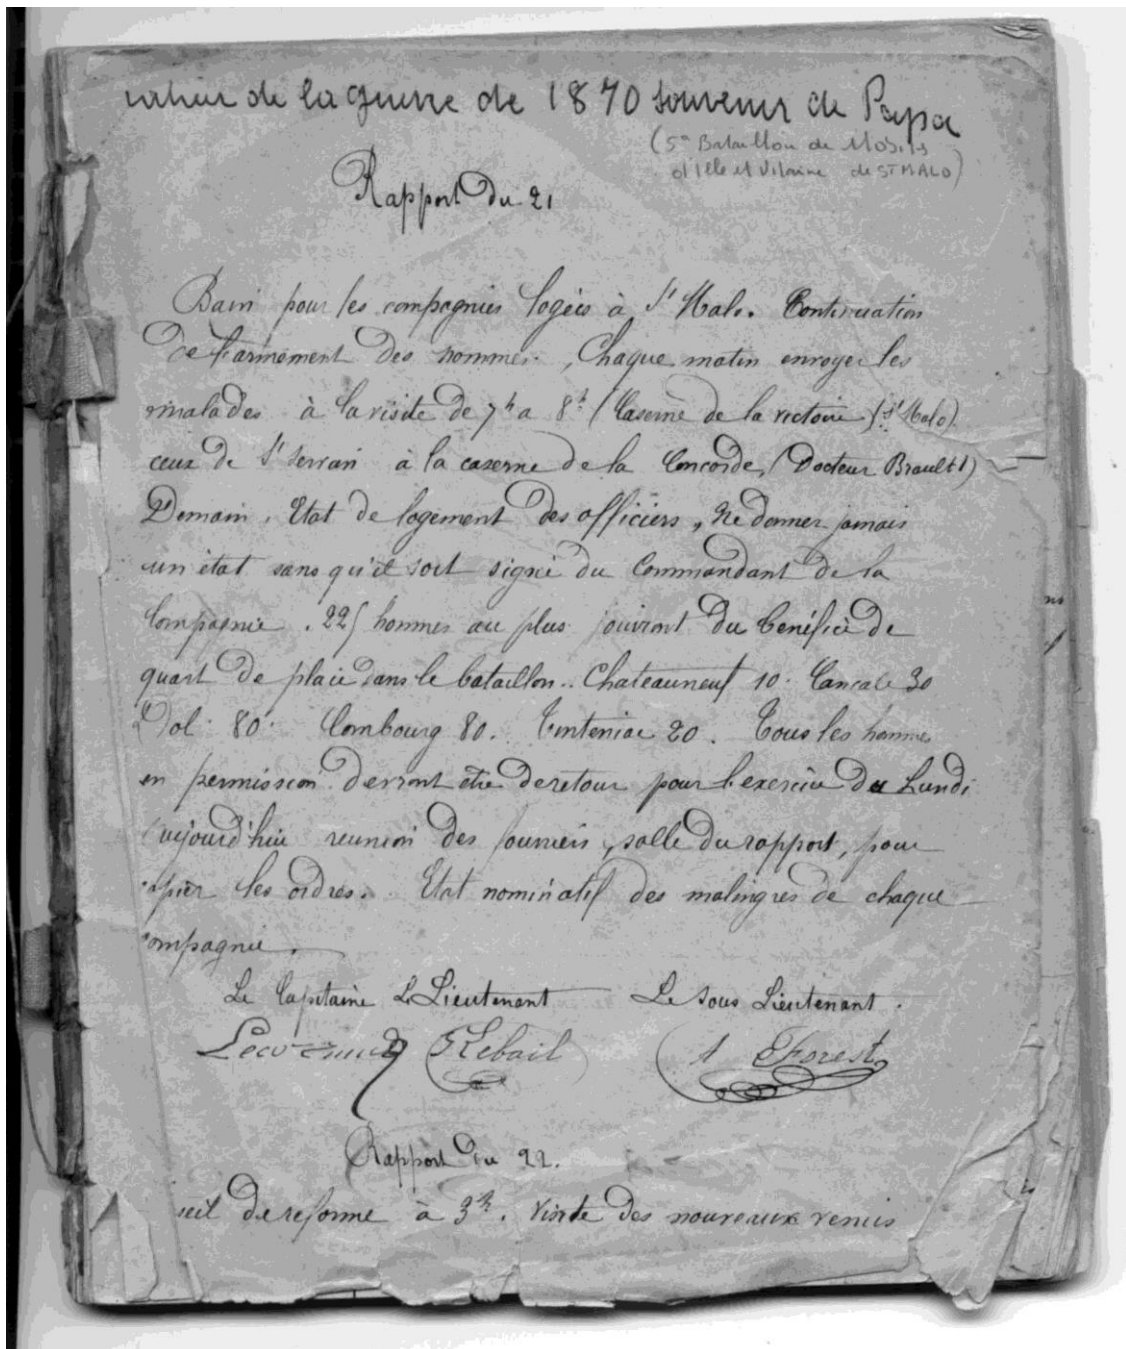 cahier de la guerre de 1870 souvenir de Papa
(5e Bataillon de Mobiles
d'ille et Vilaine de ST MALO)
Rapport du 21
Bain pour les compagnies logées à St Malo. Continuation
de l'armement des hommes. Chaque matin envoyer les
malades à la visite de 7h a 8h (Caserne de la victoire) (St Malo)
ceux de St Servan à la caserne de la Concorde, (Docteur Brault)
Demain, Etat de logement des officiers, Ne donner jamais
un état sans qu'il soit signé du Commandant de la
Compagnie. 225 hommes au plus jouiront du bénéfice de
quart de place dans le bataillon.. Chateauneuf 10. Cancale 30
Dol. 80. Combourg 80. Tinteniac 20. Tous les hommes
en permission devront être de retour pour l'exercice du Lundi
aujourd'hui reunion des fourriers, salle du rapport, pour
copier les ordres. Etat nominatif des malingres de chaque
compagnie.
Le Capitaine Le Lieutenant Le sous Lieutenant.
Rebail A Forest
Rapport du 22.
de reforme à 3h. Visite des nouveaux venus